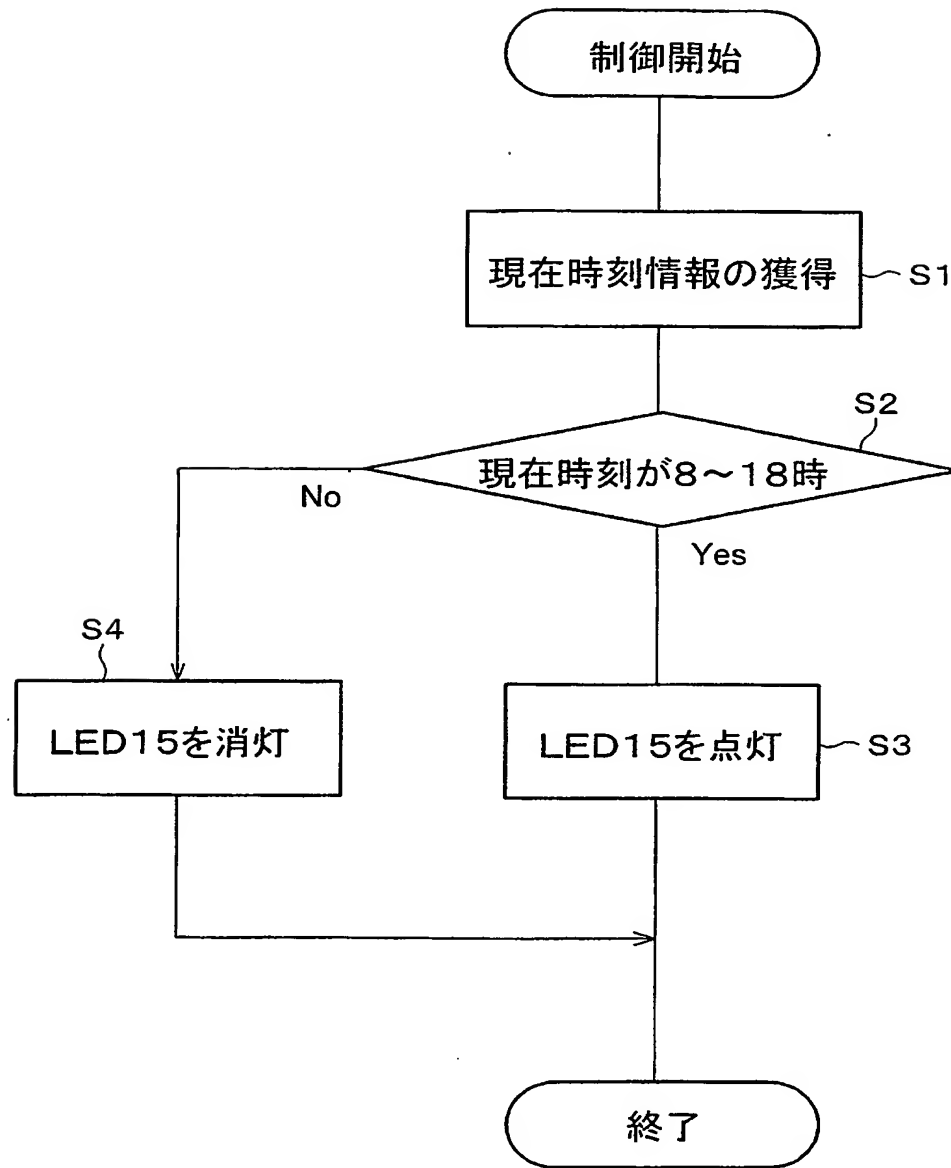 制御開始
現在時刻情報の獲得
S1
S2
現在時刻が8～18時
No
Yes
S4
LED15を消灯
LED15を点灯
S3
終了